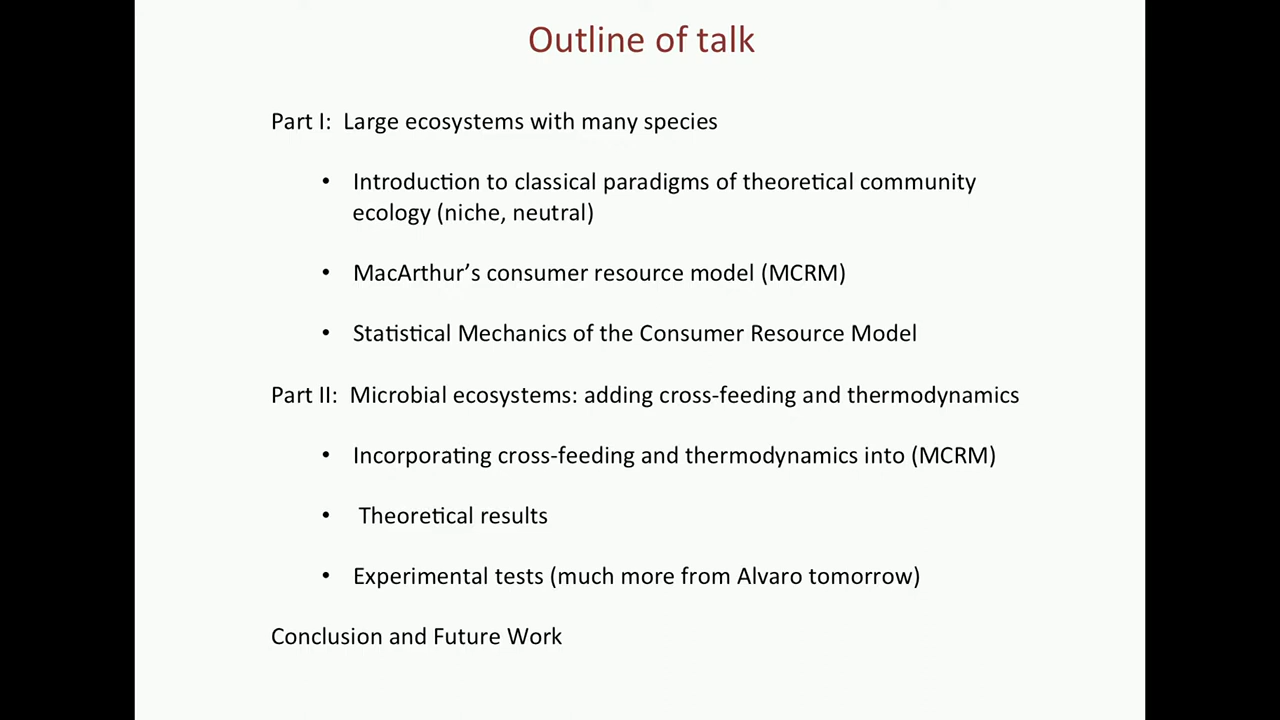 Outline of talk
Part I:  Large ecosystems with many species
• Introduction to classical paradigms of theoretical community
ecology (niche, neutral)
• MacArthur’s consumer resource model (MCRM)
• Statistical Mechanics of the Consumer Resource Model
Part II:  Microbial ecosystems: adding cross-feeding and thermodynamics
• Incorporating cross-feeding and thermodynamics into (MCRM)
• Theoretical results
• Experimental tests (much more from Alvaro tomorrow)
Conclusion and Future Work